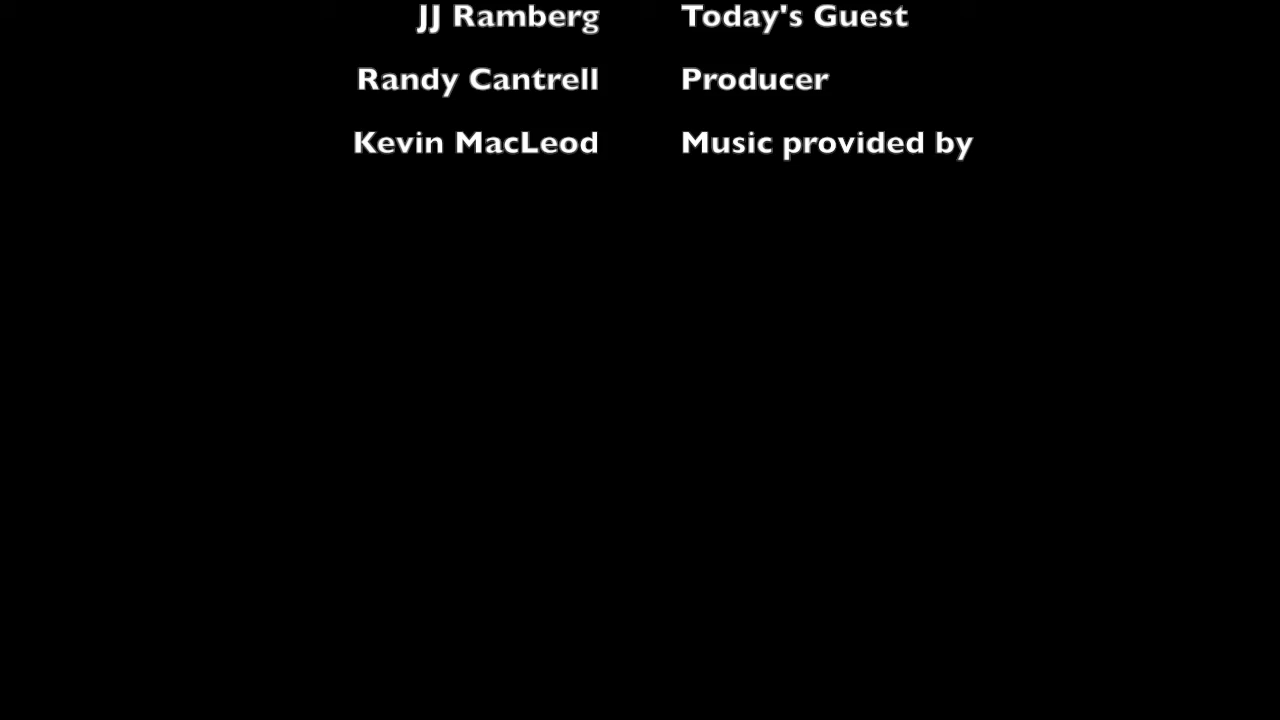 JJ Ramberg Today's Guest
Randy Cantrell Producer
Kevin MacLeod Music provided by